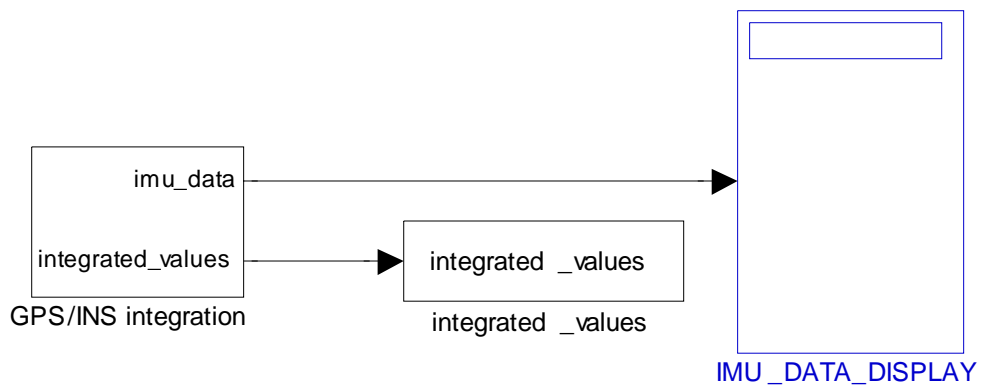 imu_data
integrated_values
GPS/INS integration
integrated _values
integrated _values
IMU _DATA_DISPLAY